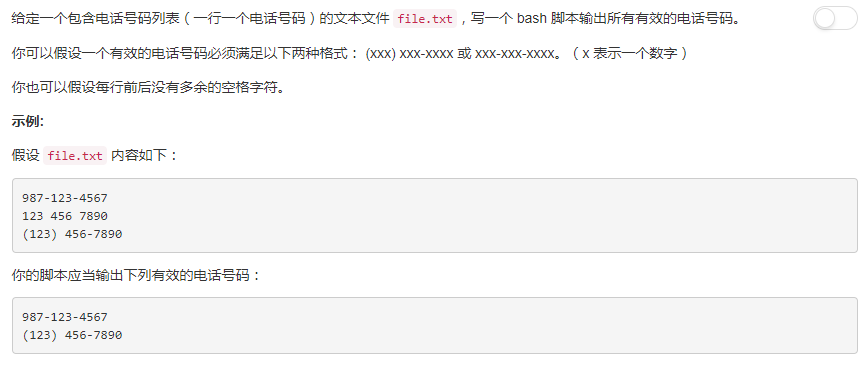 给定一个包含电话号码列表（一行一个电话号码）的文本文件 file.txt，写一个 bash 脚本输出所有有效的电话号码。
你可以假设一个有效的电话号码必须满足以下两种格式： (xxx) xxx-xxxx 或 xxx-xxx-xxxx。（ x 表示一个数字 ）
你也可以假设每行前后没有多余的空格字符。
示例:
假设 file.txt 内容如下：
987-123-4567
123 456 7890
(123) 456-7890
你的脚本应当输出下列有效的电话号码：
987-123-4567
(123) 456-7890